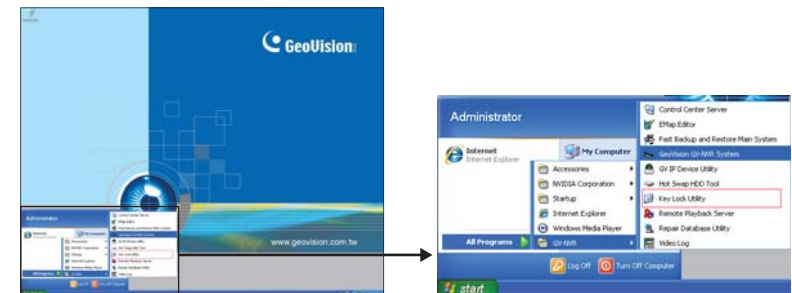 GeoVision
www.geovision.com.tw
Administrator
Internet
Internet Explorer
My Computer
Accessories
NVIDIA Corporation
Startup
Internet Explorer
Windows Media Player
All Programs
GV-NVR
Control Center Server
EMap Editor
Fast Backup and Restore Main System
GeoVision GV-NVR System
GV IP Device Utility
Hot Swap HDD Tool
Key Lock Utility
Remote Playback Server
Repair Database Utility
Video Log
Log Off
Turn Off Computer
start